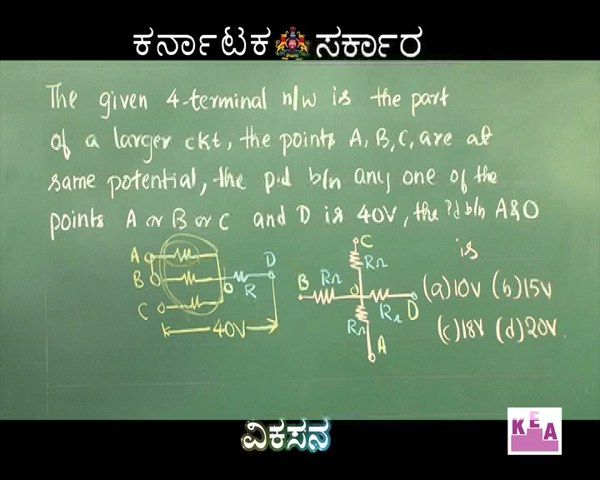 ಕರ್ನಾಟಕ ಸರ್ಕಾರ
The given 4-terminal n/w is the part
of a larger ckt, the points A, B, C, are at
same potential, the p.d b/n any one of the
points A or B or C and D is 40V, the Pd b/n A&O
is
A
B
C
O
R
D
40V
C
RΩ
B
RΩ
O
RΩ
D
RΩ
A
(a) 10V (b) 15V
(c) 18V (d) 20V.
ವಿಕಸನ
KEA